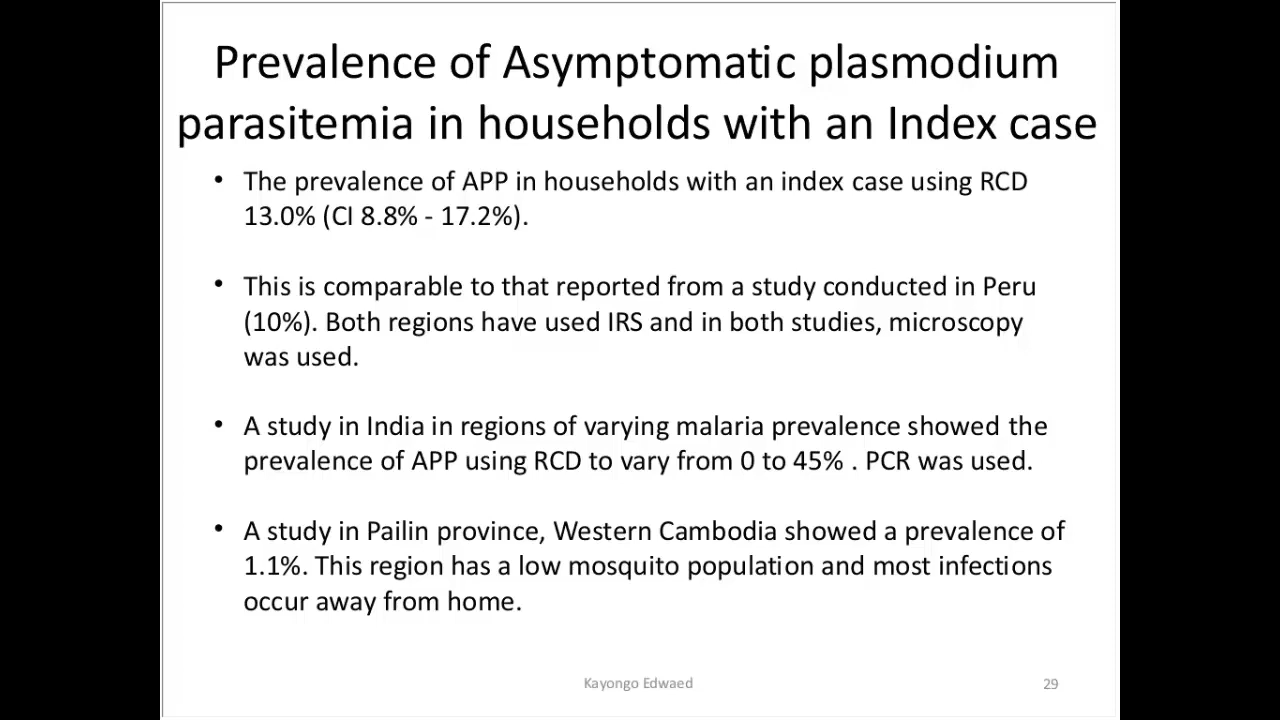 Prevalence of Asymptomatic plasmodium
parasitemia in households with an Index case
• The prevalence of APP in households with an index case using RCD
13.0% (CI 8.8% - 17.2%).
• This is comparable to that reported from a study conducted in Peru
(10%). Both regions have used IRS and in both studies, microscopy
was used.
• A study in India in regions of varying malaria prevalence showed the
prevalence of APP using RCD to vary from 0 to 45% . PCR was used.
• A study in Pailin province, Western Cambodia showed a prevalence of
1.1%. This region has a low mosquito population and most infections
occur away from home.
Kayongo Edwaed
29